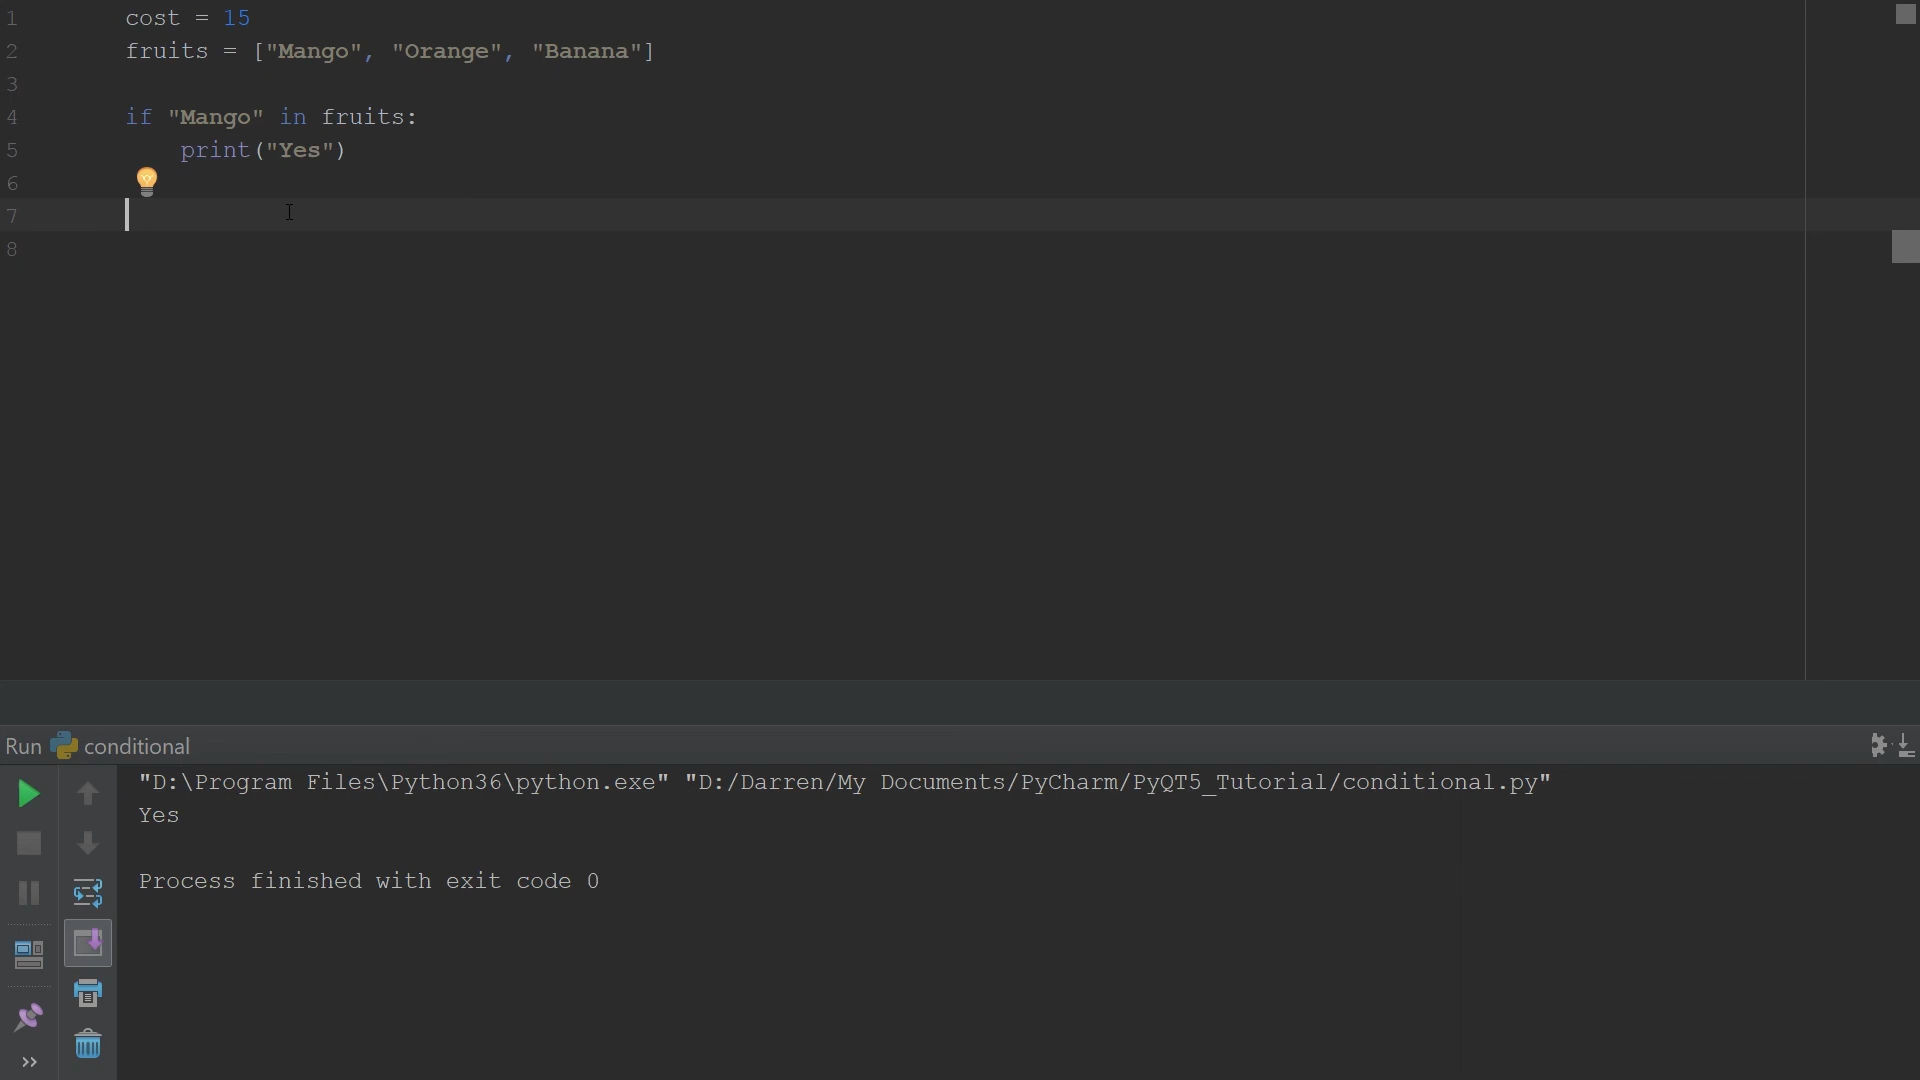 1 cost = 15
2 fruits = ["Mango", "Orange", "Banana"]
3
4 if "Mango" in fruits:
5 print("Yes")
6
7
8
Run conditional
"D:\Program Files\Python36\python.exe" "D:/Darren/My Documents/PyCharm/PyQT5_Tutorial/conditional.py"
Yes
Process finished with exit code 0